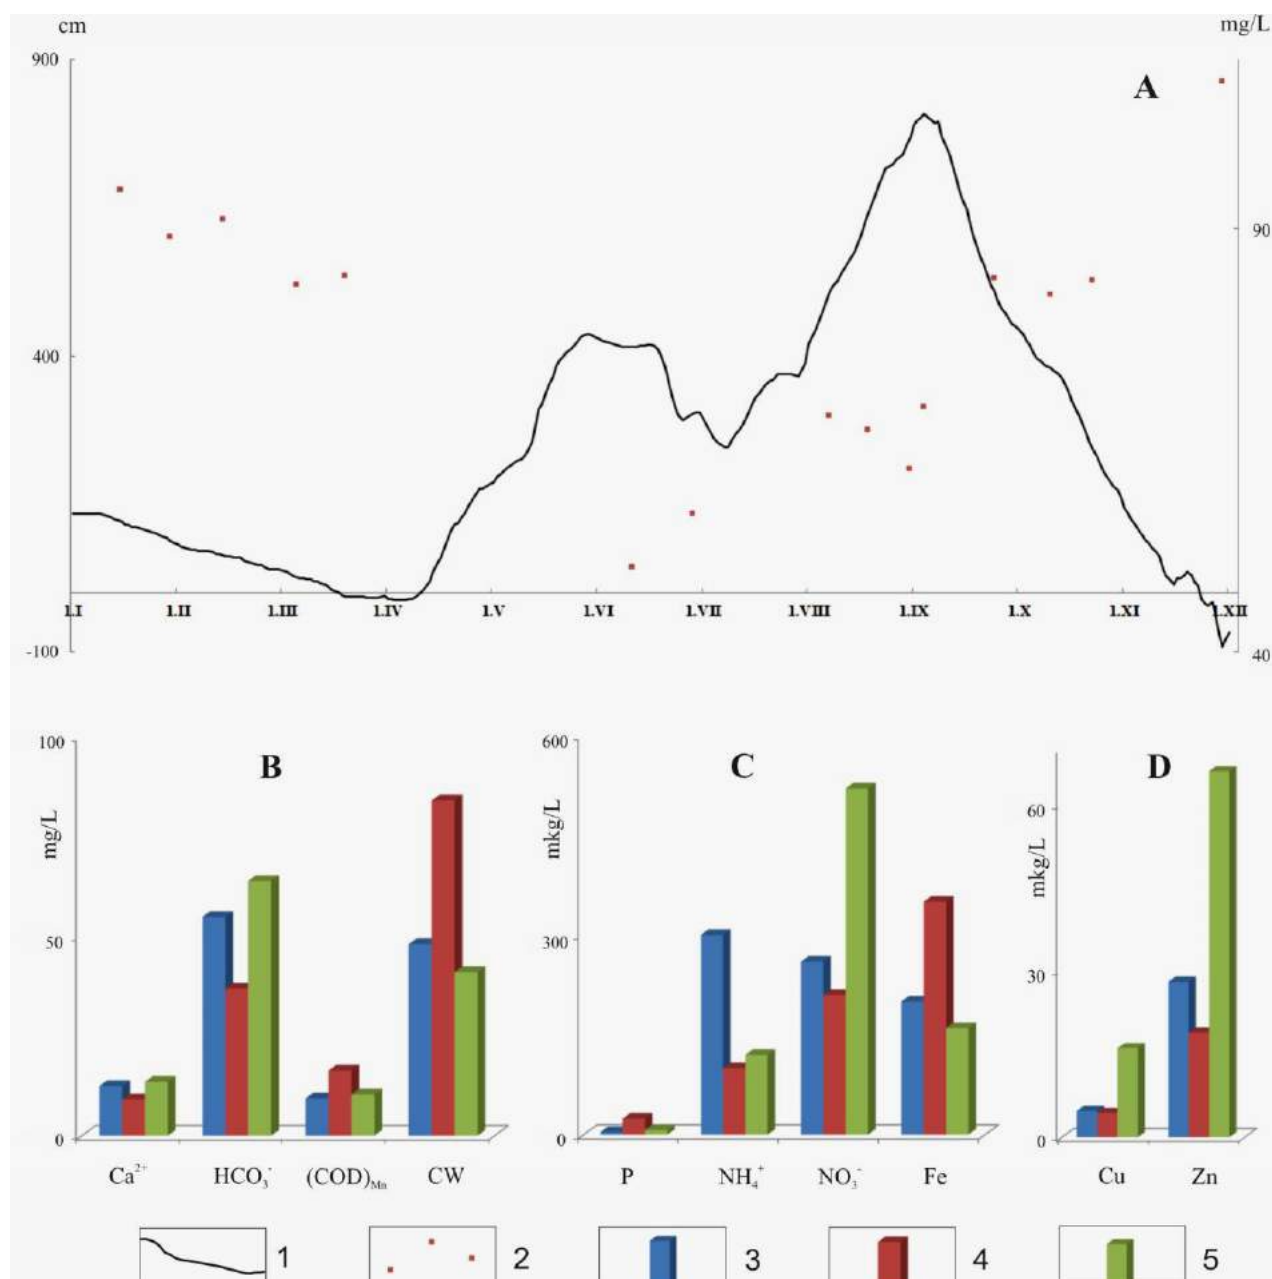 cm mg/L
900 A
90
400
1.I 1.II 1.III 1.IV 1.V 1.VI 1.VII 1.VIII 1.IX 1.X 1.XI 1.XII
-100 40
100 B 600 C D
mg/L mkg/L mkg/L
60
50 300 30
0 0 0
Ca²⁺ HCO₃⁻ (COD)Mn CW P NH₄⁺ NO₃⁻ Fe Cu Zn
1 2 3 4 5